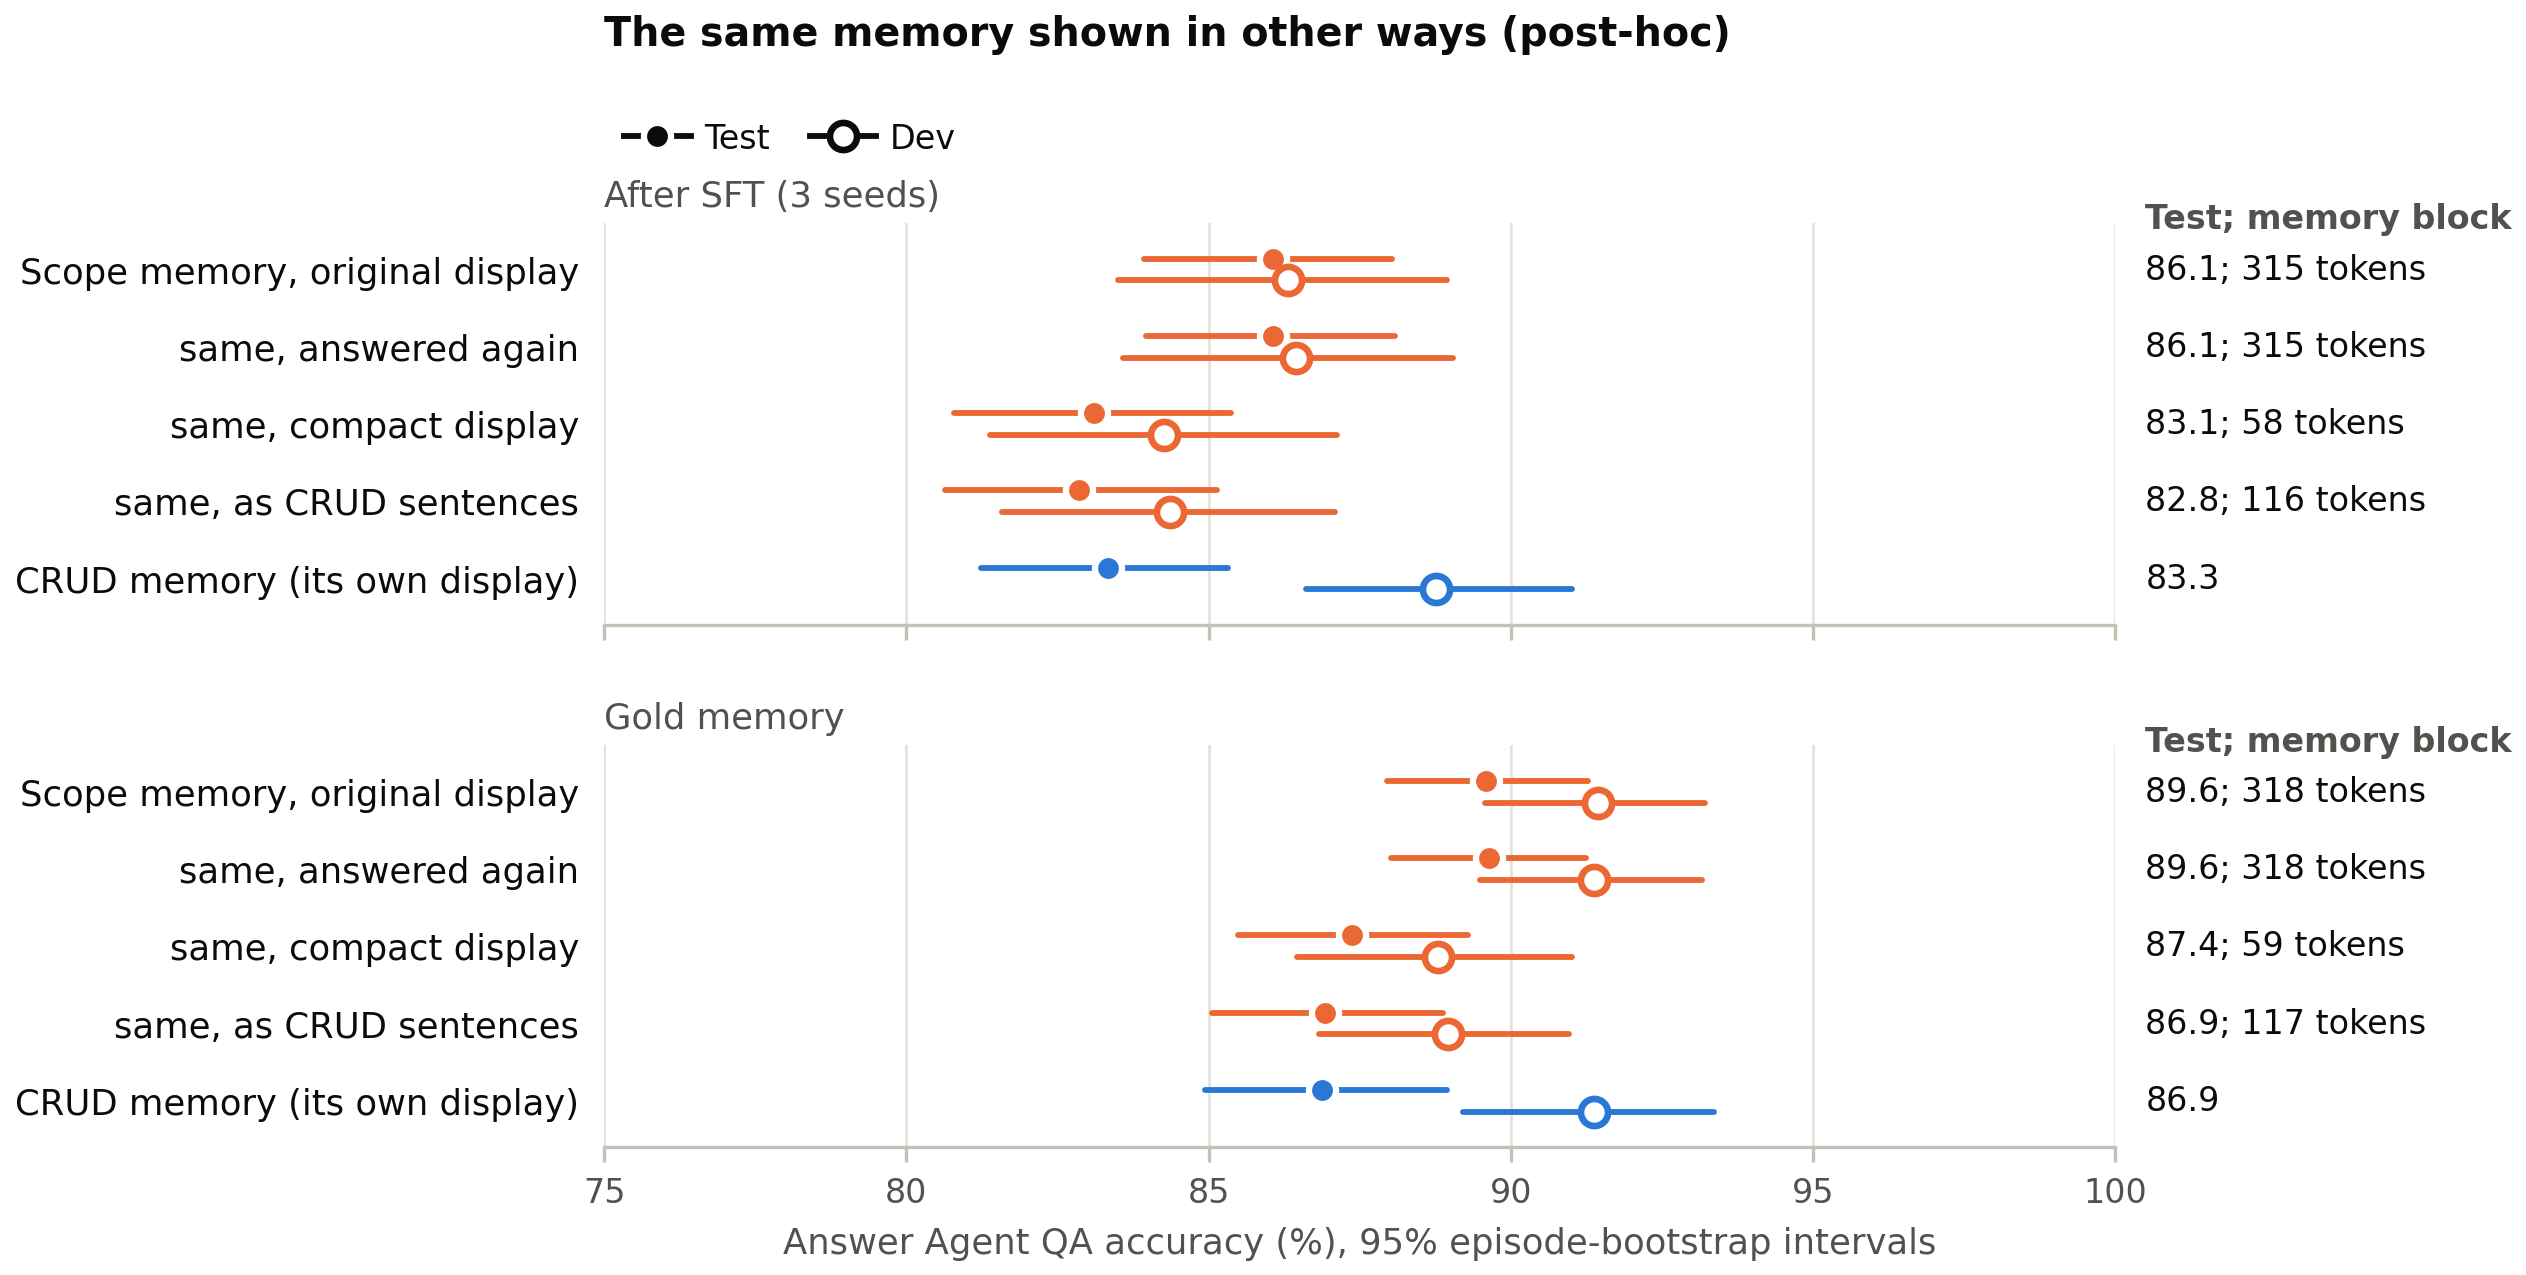 The same memory shown in other ways (post-hoc)
Test Dev
After SFT (3 seeds)
Test; memory block
Scope memory, original display 86.1; 315 tokens
same, answered again 86.1; 315 tokens
same, compact display 83.1; 58 tokens
same, as CRUD sentences 82.8; 116 tokens
CRUD memory (its own display) 83.3
Gold memory
Test; memory block
Scope memory, original display 89.6; 318 tokens
same, answered again 89.6; 318 tokens
same, compact display 87.4; 59 tokens
same, as CRUD sentences 86.9; 117 tokens
CRUD memory (its own display) 86.9
75 80 85 90 95 100
Answer Agent QA accuracy (%), 95% episode-bootstrap intervals